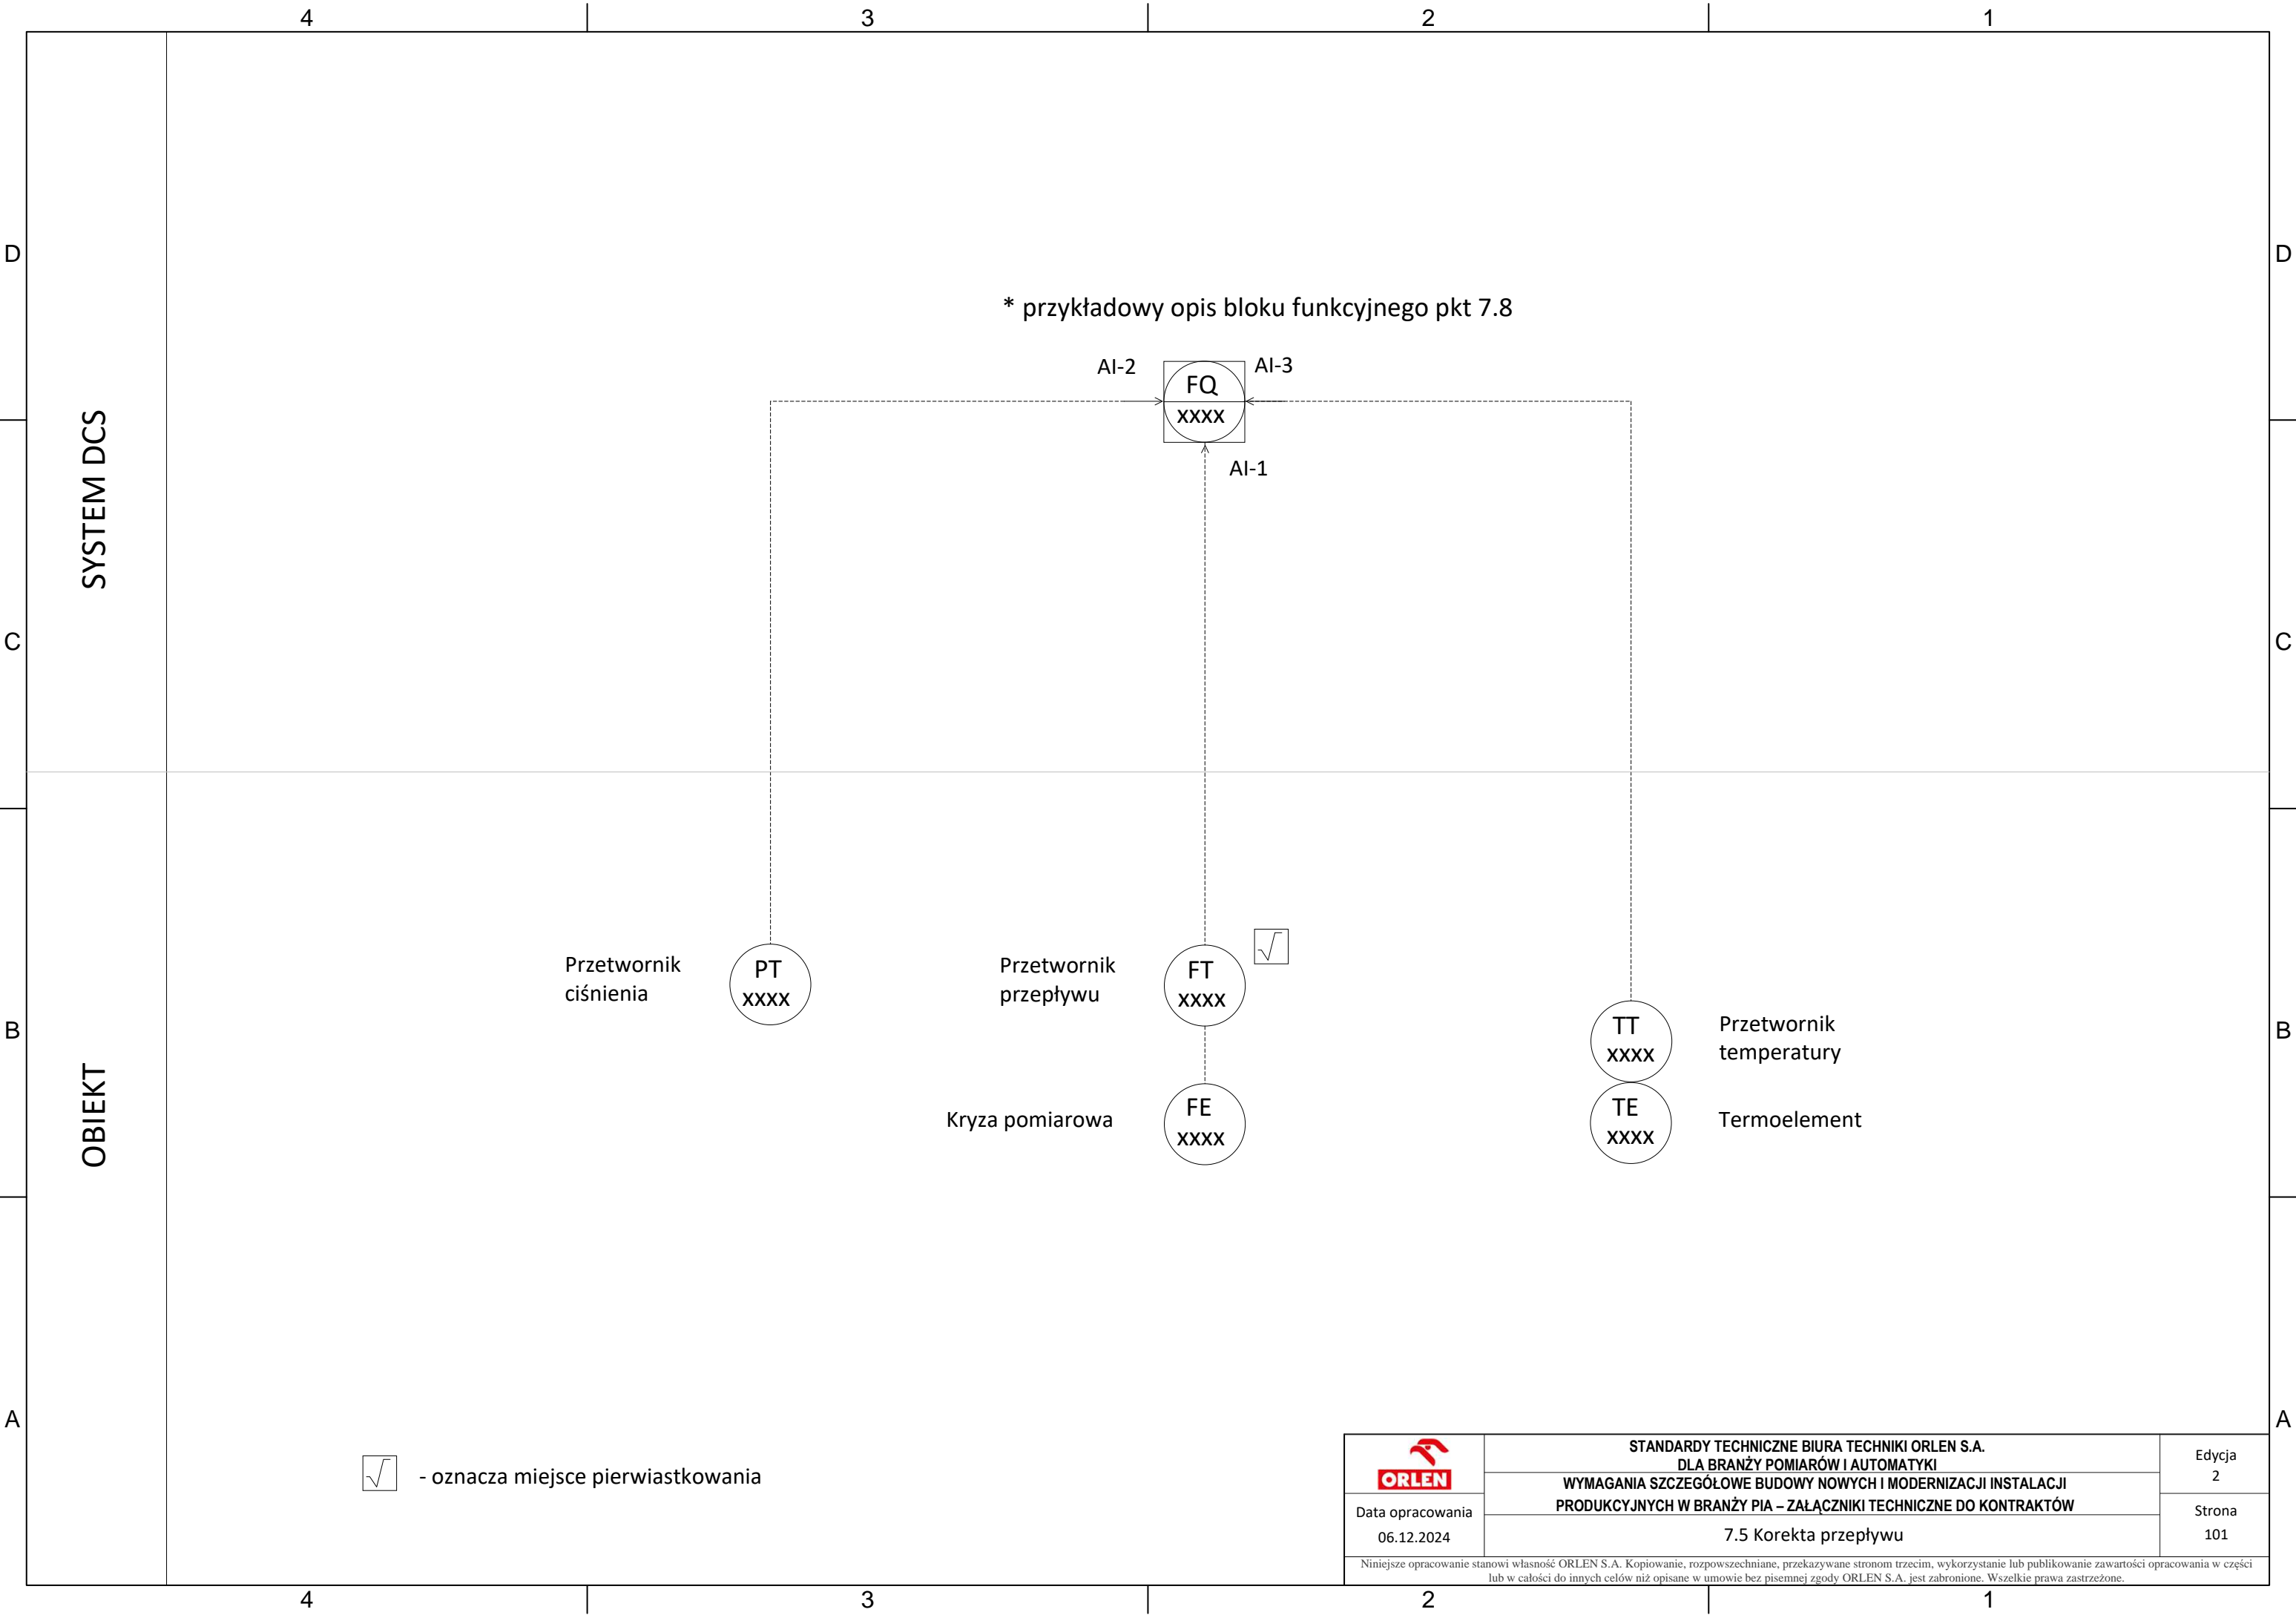 4
3
2
1
D
D
* przykładowy opis bloku funkcyjnego pkt 7.8
AI-2
AI-3
FQ
xxxx
AI-1
SYSTEM DCS
C
C
Przetwornik
ciśnienia
PT
xxxx
Przetwornik
przepływu
FT
xxxx
√
TT
xxxx
Przetwornik
temperatury
B
B
OBIEKT
Kryza pomiarowa
FE
xxxx
TE
xxxx
Termoelement
A
A
√ - oznacza miejsce pierwiastkowania
ORLEN
STANDARDY TECHNICZNE BIURA TECHNIKI ORLEN S.A.
DLA BRANŻY POMIARÓW I AUTOMATYKI
WYMAGANIA SZCZEGÓŁOWE BUDOWY NOWYCH I MODERNIZACJI INSTALACJI
PRODUKCYJNYCH W BRANŻY PIA – ZAŁĄCZNIKI TECHNICZNE DO KONTRAKTÓW
Edycja
2
Data opracowania
06.12.2024
7.5 Korekta przepływu
Strona
101
Niniejsze opracowanie stanowi własność ORLEN S.A. Kopiowanie, rozpowszechniane, przekazywane stronom trzecim, wykorzystanie lub publikowanie zawartości opracowania w części
lub w całości do innych celów niż opisane w umowie bez pisemnej zgody ORLEN S.A. jest zabronione. Wszelkie prawa zastrzeżone.
4
3
2
1